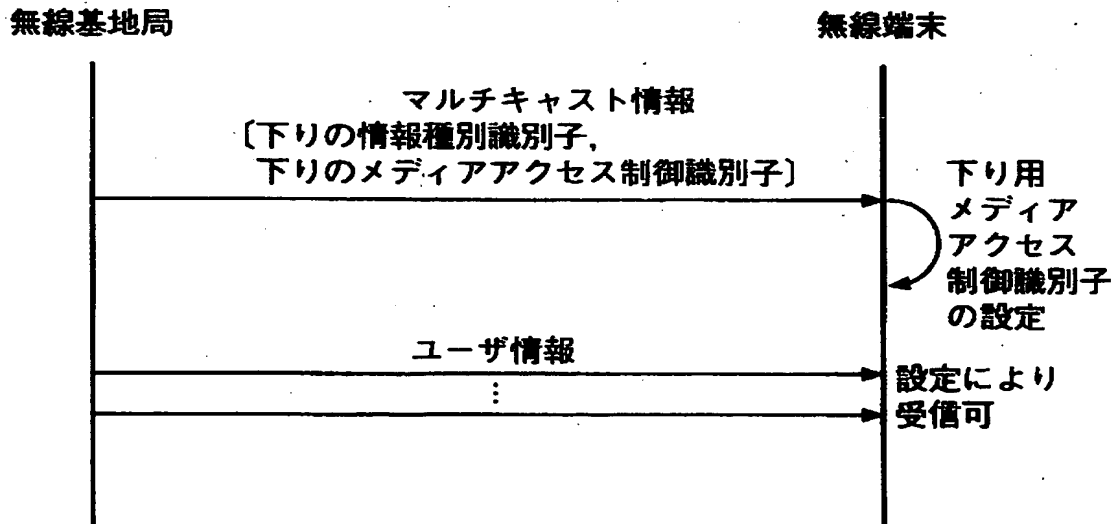 無線基地局
無線端末
マルチキャスト情報
〔下りの情報種別識別子,
下りのメディアアクセス制御識別子〕
下り用
メディア
アクセス
制御識別子
の設定
ユーザ情報
⋮
設定により
受信可